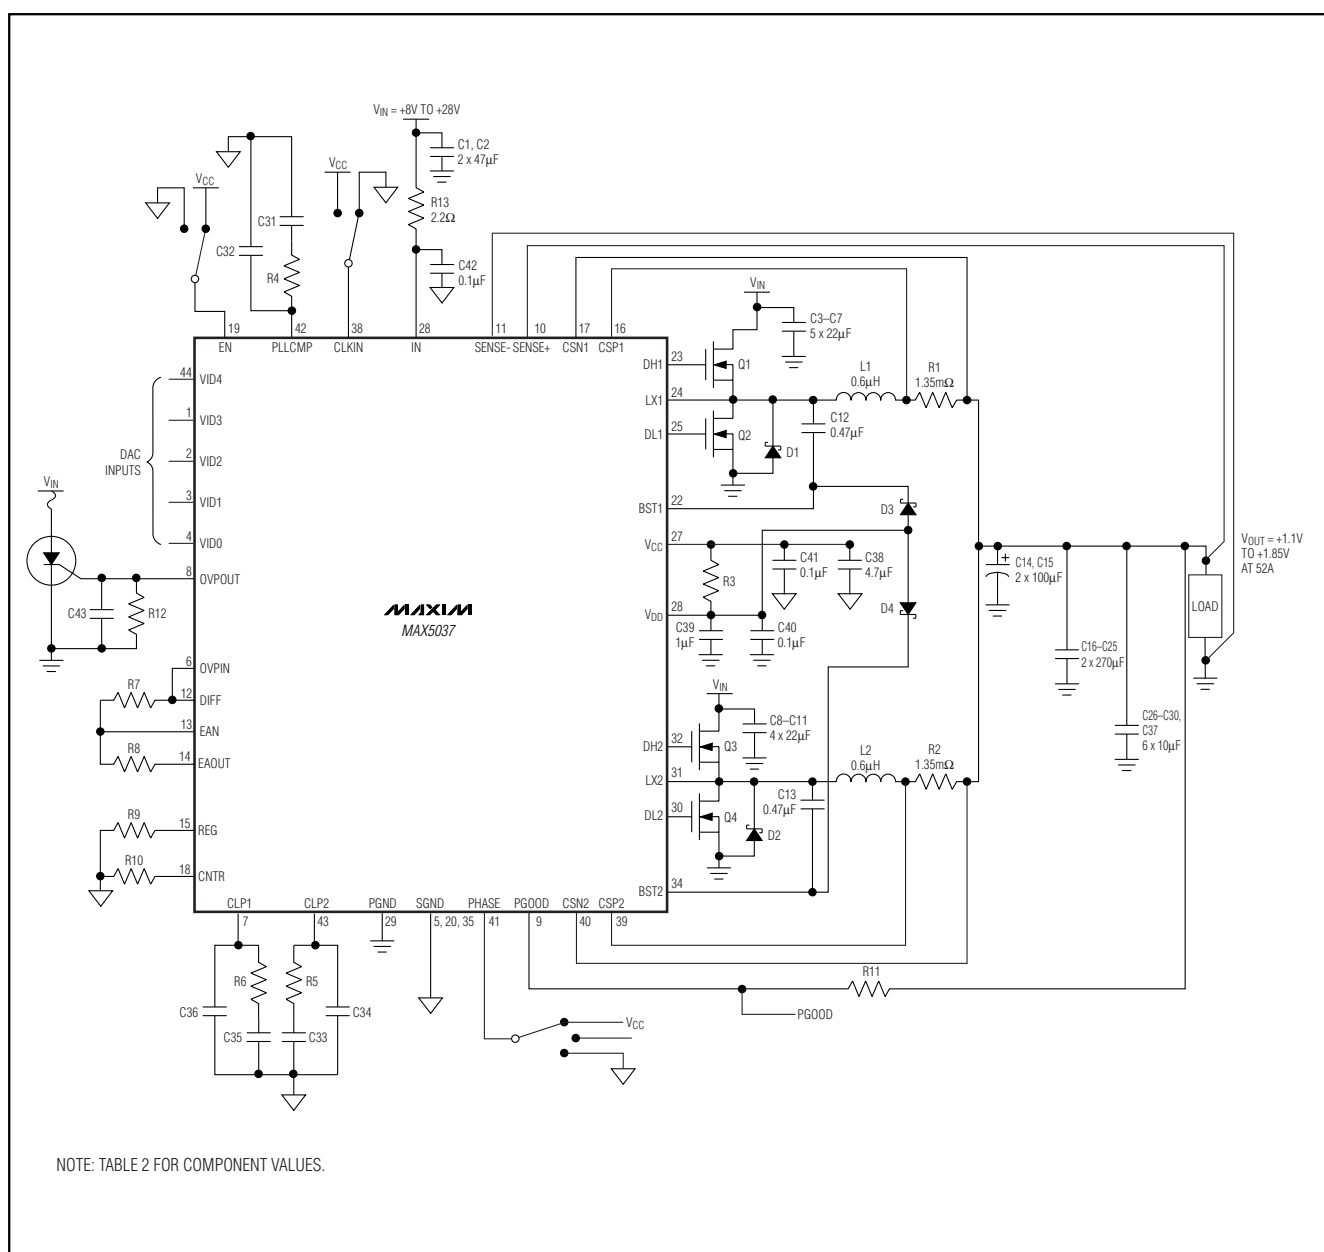 VIN = +8V TO +28V
C1, C2
2 x 47µF
VCC
VCC
R13
2.2Ω
C31
C32
R4
C42
0.1µF
VIN
C3–C7
5 x 22µF
19
42
38
28
11
10
17
16
EN
PLLCMP
CLKIN
IN
SENSE-
SENSE+
CSN1
CSP1
44
VID4
1
VID3
2
VID2
3
VID1
4
VID0
DAC
INPUTS
VIN
8
OVPOUT
C43
R12
6
OVPIN
R7
12
DIFF
13
EAN
R8
14
EAOUT
R9
15
REG
R10
18
CNTR
MAXIM
MAX5037
DH1
23
Q1
LX1
24
DL1
25
Q2
D1
L1
0.6µH
R1
1.35mΩ
C12
0.47µF
BST1
22
D3
VCC
27
R3
C41
0.1µF
C38
4.7µF
VDD
28
C39
1µF
C40
0.1µF
D4
C14, C15
2 x 100µF
VOUT = +1.1V
TO +1.85V
AT 52A
LOAD
C16–C25
2 x 270µF
C26–C30,
C37
6 x 10µF
VIN
C8–C11
4 x 22µF
DH2
32
Q3
LX2
31
DL2
30
Q4
D2
L2
0.6µH
R2
1.35mΩ
C13
0.47µF
BST2
34
CLP1
CLP2
PGND
SGND
PHASE
PGOOD
CSN2
CSP2
7
43
29
5, 20, 35
41
9
40
39
R6
R5
C36
C35
C33
C34
R11
PGOOD
VCC
NOTE: TABLE 2 FOR COMPONENT VALUES.